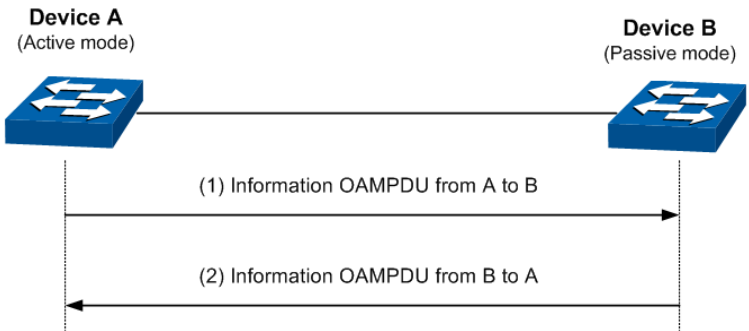 Device A
(Active mode)
Device B
(Passive mode)
(1) Information OAMPDU from A to B
(2) Information OAMPDU from B to A